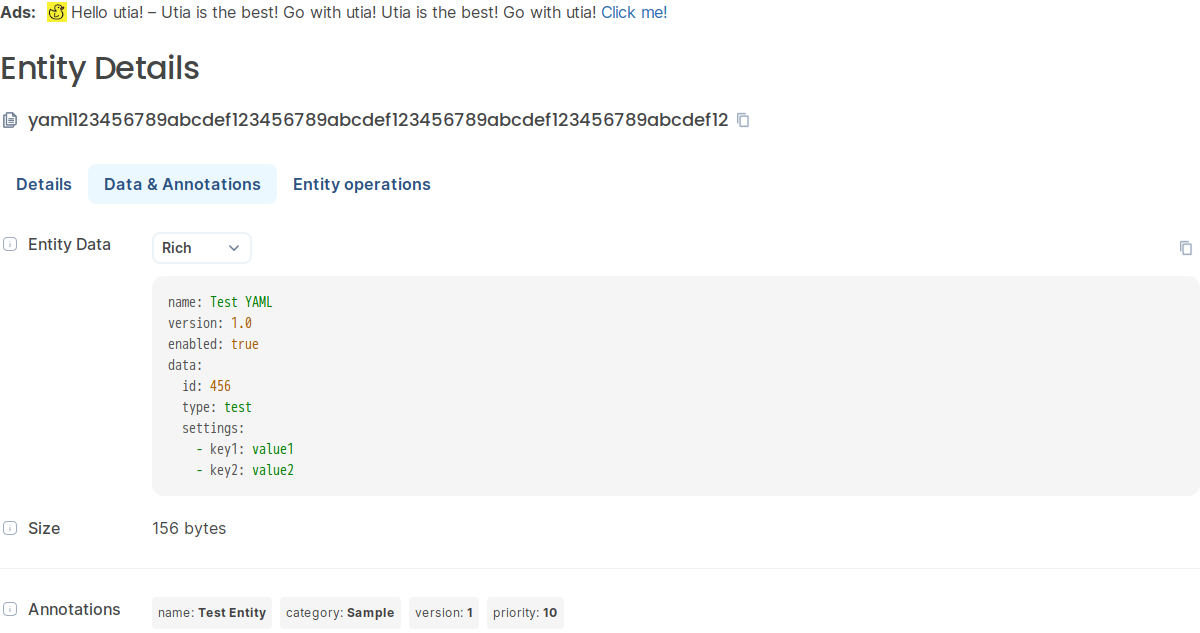 Ads: Hello utia! – Utia is the best! Go with utia! Utia is the best! Go with utia! Click me!
Entity Details
yaml123456789abcdef123456789abcdef123456789abcdef123456789abcdef12
Details Data & Annotations Entity operations
Entity Data Rich
name: Test YAML
version: 1.0
enabled: true
data:
  id: 456
  type: test
  settings:
    - key1: value1
    - key2: value2
Size 156 bytes
Annotations name: Test Entity category: Sample version: 1 priority: 10